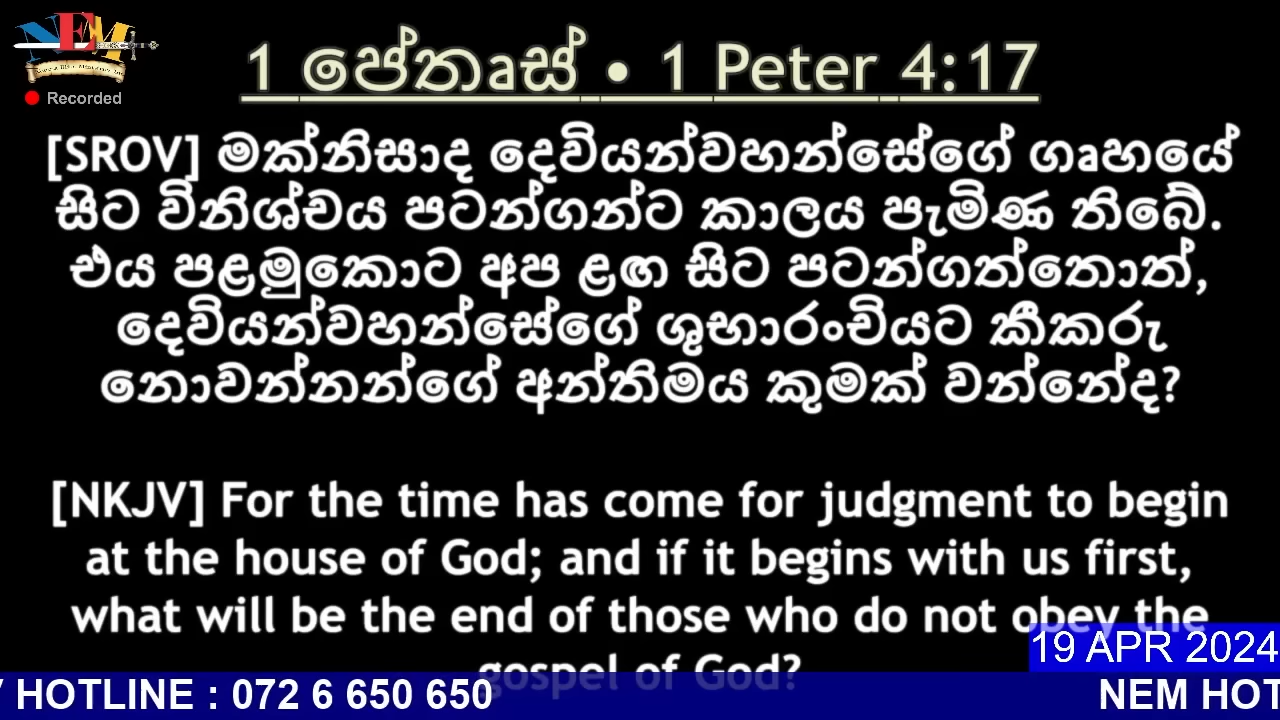 NEM
Recorded
1 පේතෘස් • 1 Peter 4:17
[SROV] මක්නිසාද දෙවියන්වහන්සේගේ ගෘහයේ
සිට විනිශ්චය පටන්ගන්ට කාලය පැමිණ තිබේ.
එය පළමුකොට අප ළඟ සිට පටන්ගත්තොත්,
දෙවියන්වහන්සේගේ ශුභාරංචියට කීකරු
නොවන්නන්ගේ අන්තිමය කුමක් වන්නේද?
[NKJV] For the time has come for judgment to begin
at the house of God; and if it begins with us first,
what will be the end of those who do not obey the
gospel of God?
19 APR 2024
HOTLINE : 072 6 650 650
NEM HOT